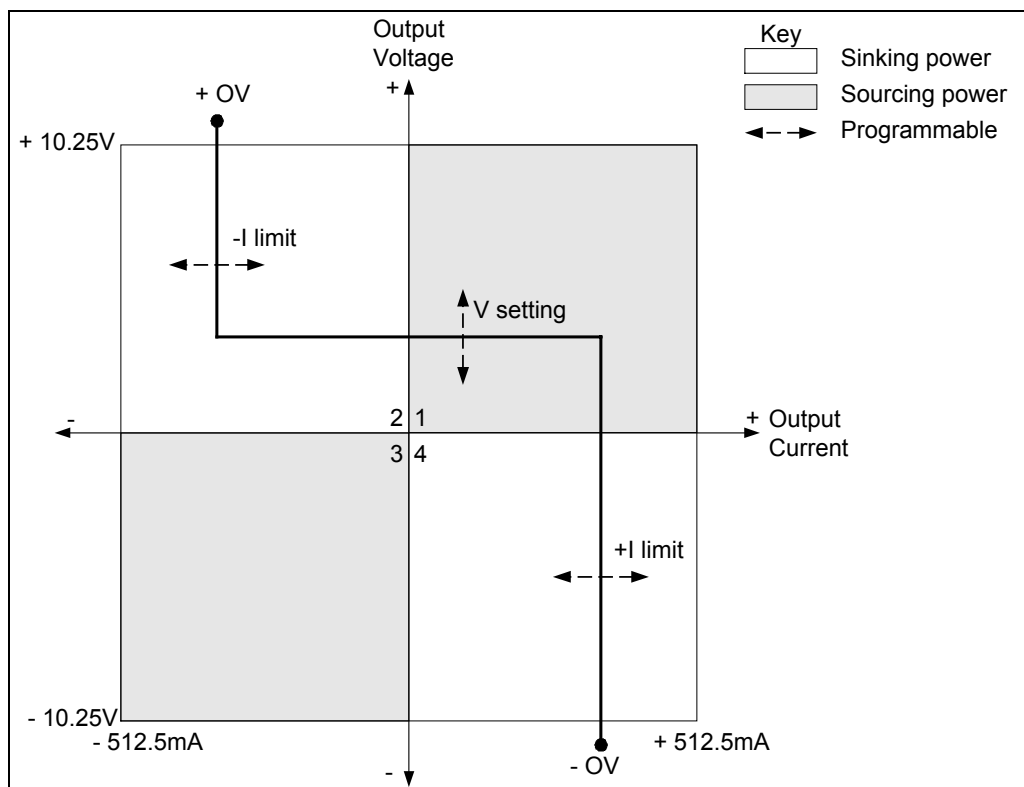 Output
Voltage
+
Key
Sinking power
Sourcing power
Programmable
+ OV
+ 10.25V
-I limit
V setting
2 1
3 4
-
+ Output
Current
+I limit
- 10.25V
- 512.5mA
+ 512.5mA
- OV
-